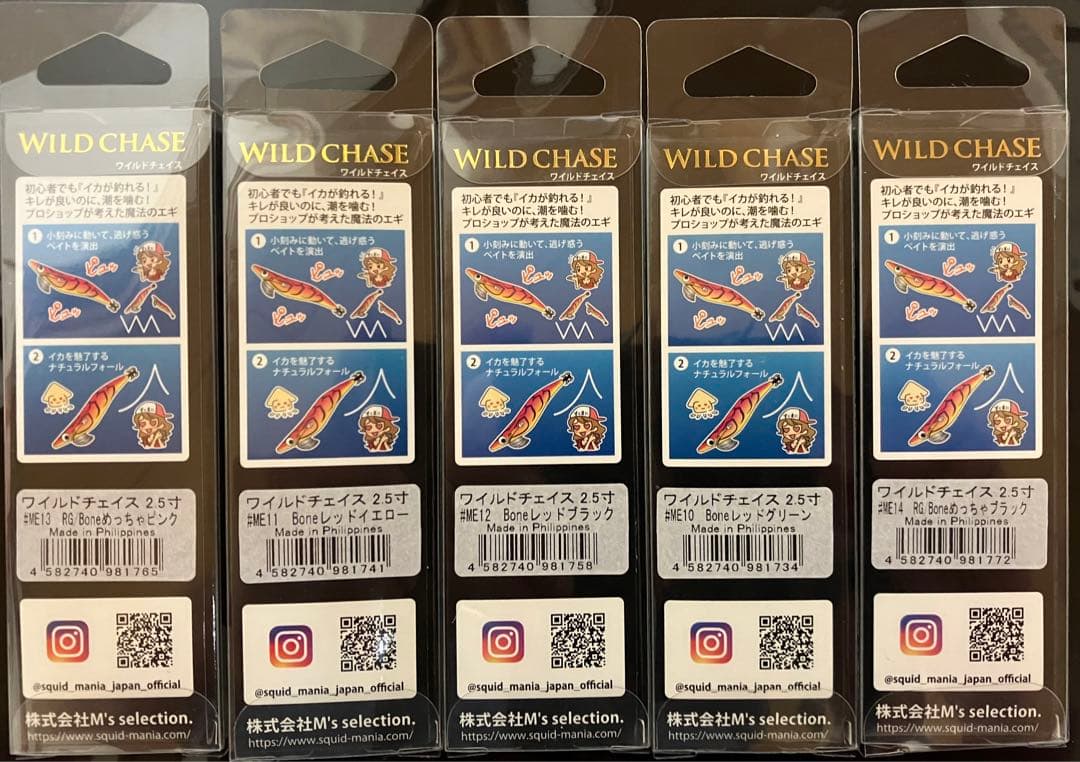 WILD CHASE
ワイルドチェイス
初心者でも『イカが釣れる!』
キレが良いのに、潮を噛む!
プロショップが考えた魔法のエギ
1 小刻みに動いて、逃げ惑う
ベイトを演出
ピュッ
ピュッ
2 イカを魅了する
ナチュラルフォール
ワイルドチェイス 2.5寸
#ME13 RG/Boneめっちゃピンク
Made in Philippines
4 582740 981765
@squid_mania_japan_official
株式会社M's selection.
https://www.squid-mania.com/
WILD CHASE
ワイルドチェイス
初心者でも『イカが釣れる!』
キレが良いのに、潮を噛む!
プロショップが考えた魔法のエギ
1 小刻みに動いて、逃げ惑う
ベイトを演出
ピュッ
ピュッ
2 イカを魅了する
ナチュラルフォール
ワイルドチェイス 2.5寸
#ME11 Boneレッドイエロー
Made in Philippines
4 582740 981741
@squid_mania_japan_official
株式会社M's selection.
https://www.squid-mania.com/
WILD CHASE
ワイルドチェイス
初心者でも『イカが釣れる!』
キレが良いのに、潮を噛む!
プロショップが考えた魔法のエギ
1 小刻みに動いて、逃げ惑う
ベイトを演出
ピュッ
ピュッ
2 イカを魅了する
ナチュラルフォール
ワイルドチェイス 2.5寸
#ME12 Boneレッドブラック
Made in Philippines
4 582740 981758
@squid_mania_japan_official
株式会社M's selection.
https://www.squid-mania.com/
WILD CHASE
ワイルドチェイス
初心者でも『イカが釣れる!』
キレが良いのに、潮を噛む!
プロショップが考えた魔法のエギ
1 小刻みに動いて、逃げ惑う
ベイトを演出
ピュッ
ピュッ
2 イカを魅了する
ナチュラルフォール
ワイルドチェイス 2.5寸
#ME10 Boneレッドグリーン
Made in Philippines
4 582740 981734
@squid_mania_japan_official
株式会社M's selection.
https://www.squid-mania.com/
WILD CHASE
ワイルドチェイス
初心者でも『イカが釣れる!』
キレが良いのに、潮を噛む!
プロショップが考えた魔法のエギ
1 小刻みに動いて、逃げ惑う
ベイトを演出
ピュッ
ピュッ
2 イカを魅了する
ナチュラルフォール
ワイルドチェイス 2.5寸
#ME14 RG/Boneめっちゃブラック
Made in Philippines
4 582740 981772
@squid_mania_japan_official
株式会社M's selection.
https://www.squid-mania.com/